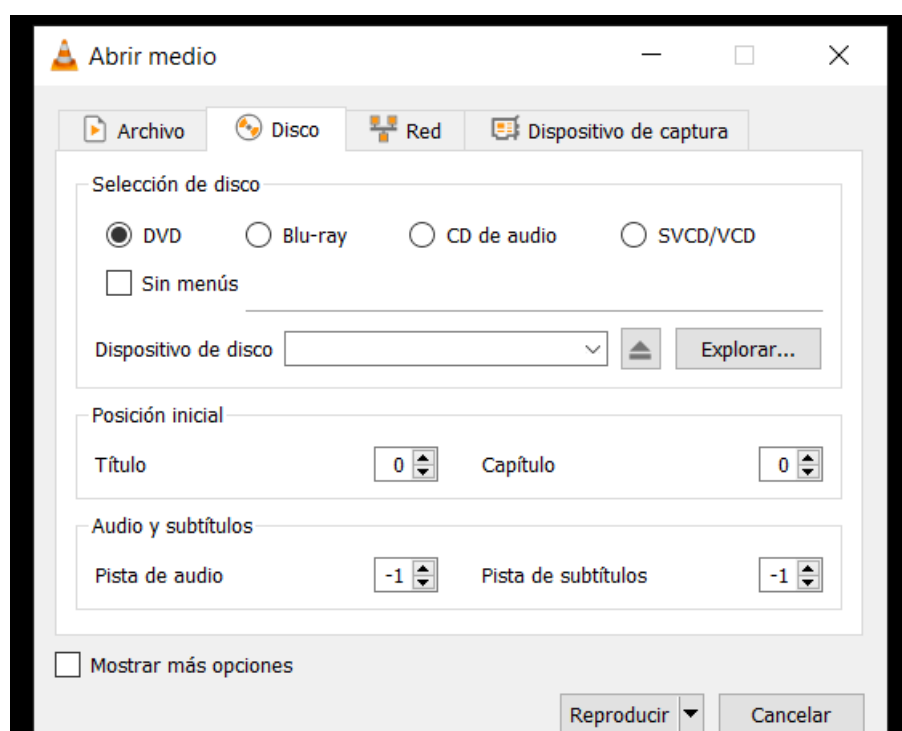 Abrir medio
Archivo Disco Red Dispositivo de captura
Selección de disco
DVD Blu-ray CD de audio SVCD/VCD
Sin menús
Dispositivo de disco Explorar...
Posición inicial
Título 0 Capítulo 0
Audio y subtítulos
Pista de audio -1 Pista de subtítulos -1
Mostrar más opciones
Reproducir Cancelar